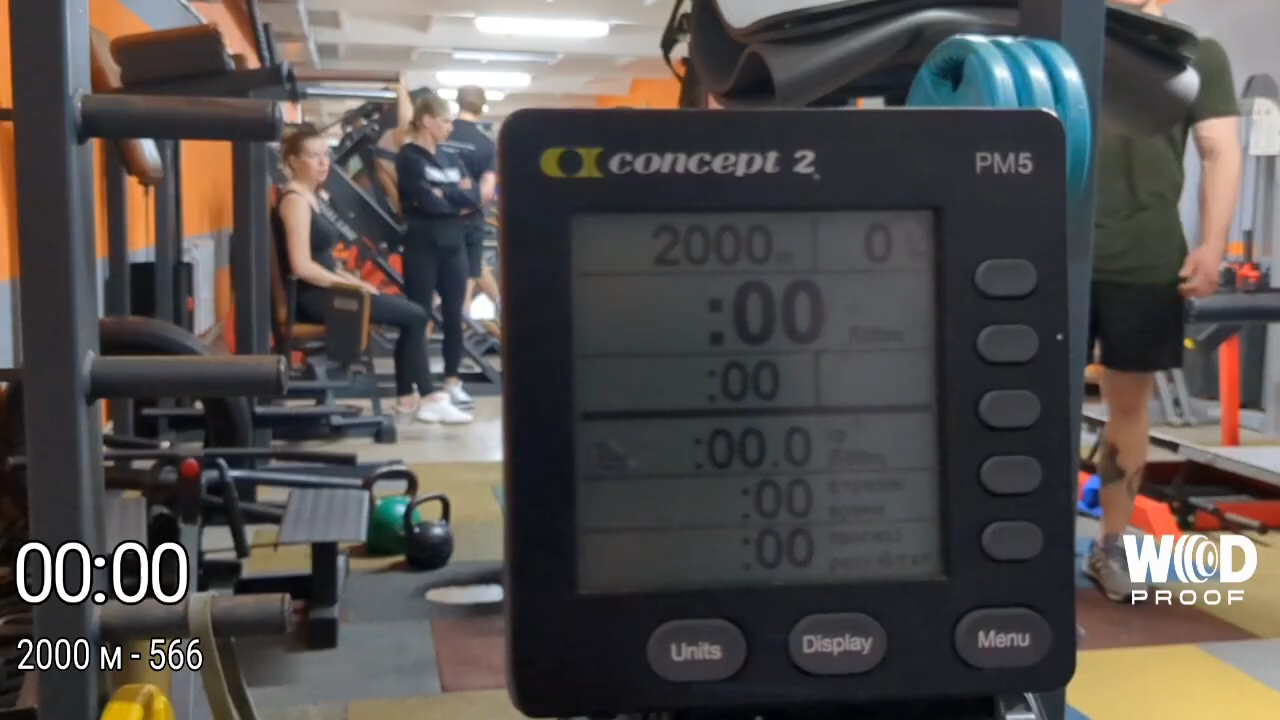 concept 2
PM5
2000 0
:00
:00
:00.0
:00
:00
Units
Display
Menu
00:00
2000 м - 566
WOD
PROOF